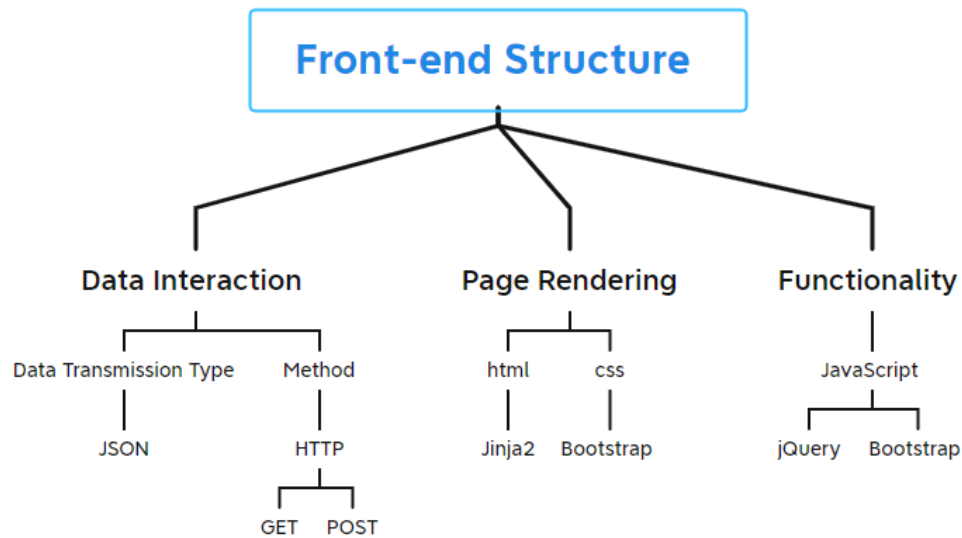 Front-end Structure
Data Interaction
Page Rendering
Functionality
Data Transmission Type
Method
html
css
JavaScript
JSON
HTTP
Jinja2
Bootstrap
jQuery
Bootstrap
GET
POST